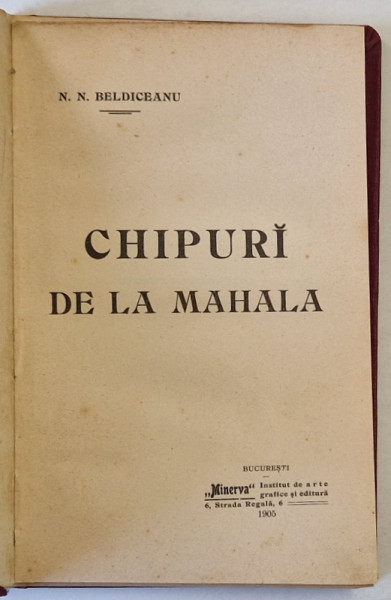 N. N. BELDICEANU
CHIPURĬ
DE LA MAHALA
BUCUREȘTI
„Minerva“ Institut de arte
grafice și editură
6, Strada Regală, 6
1905